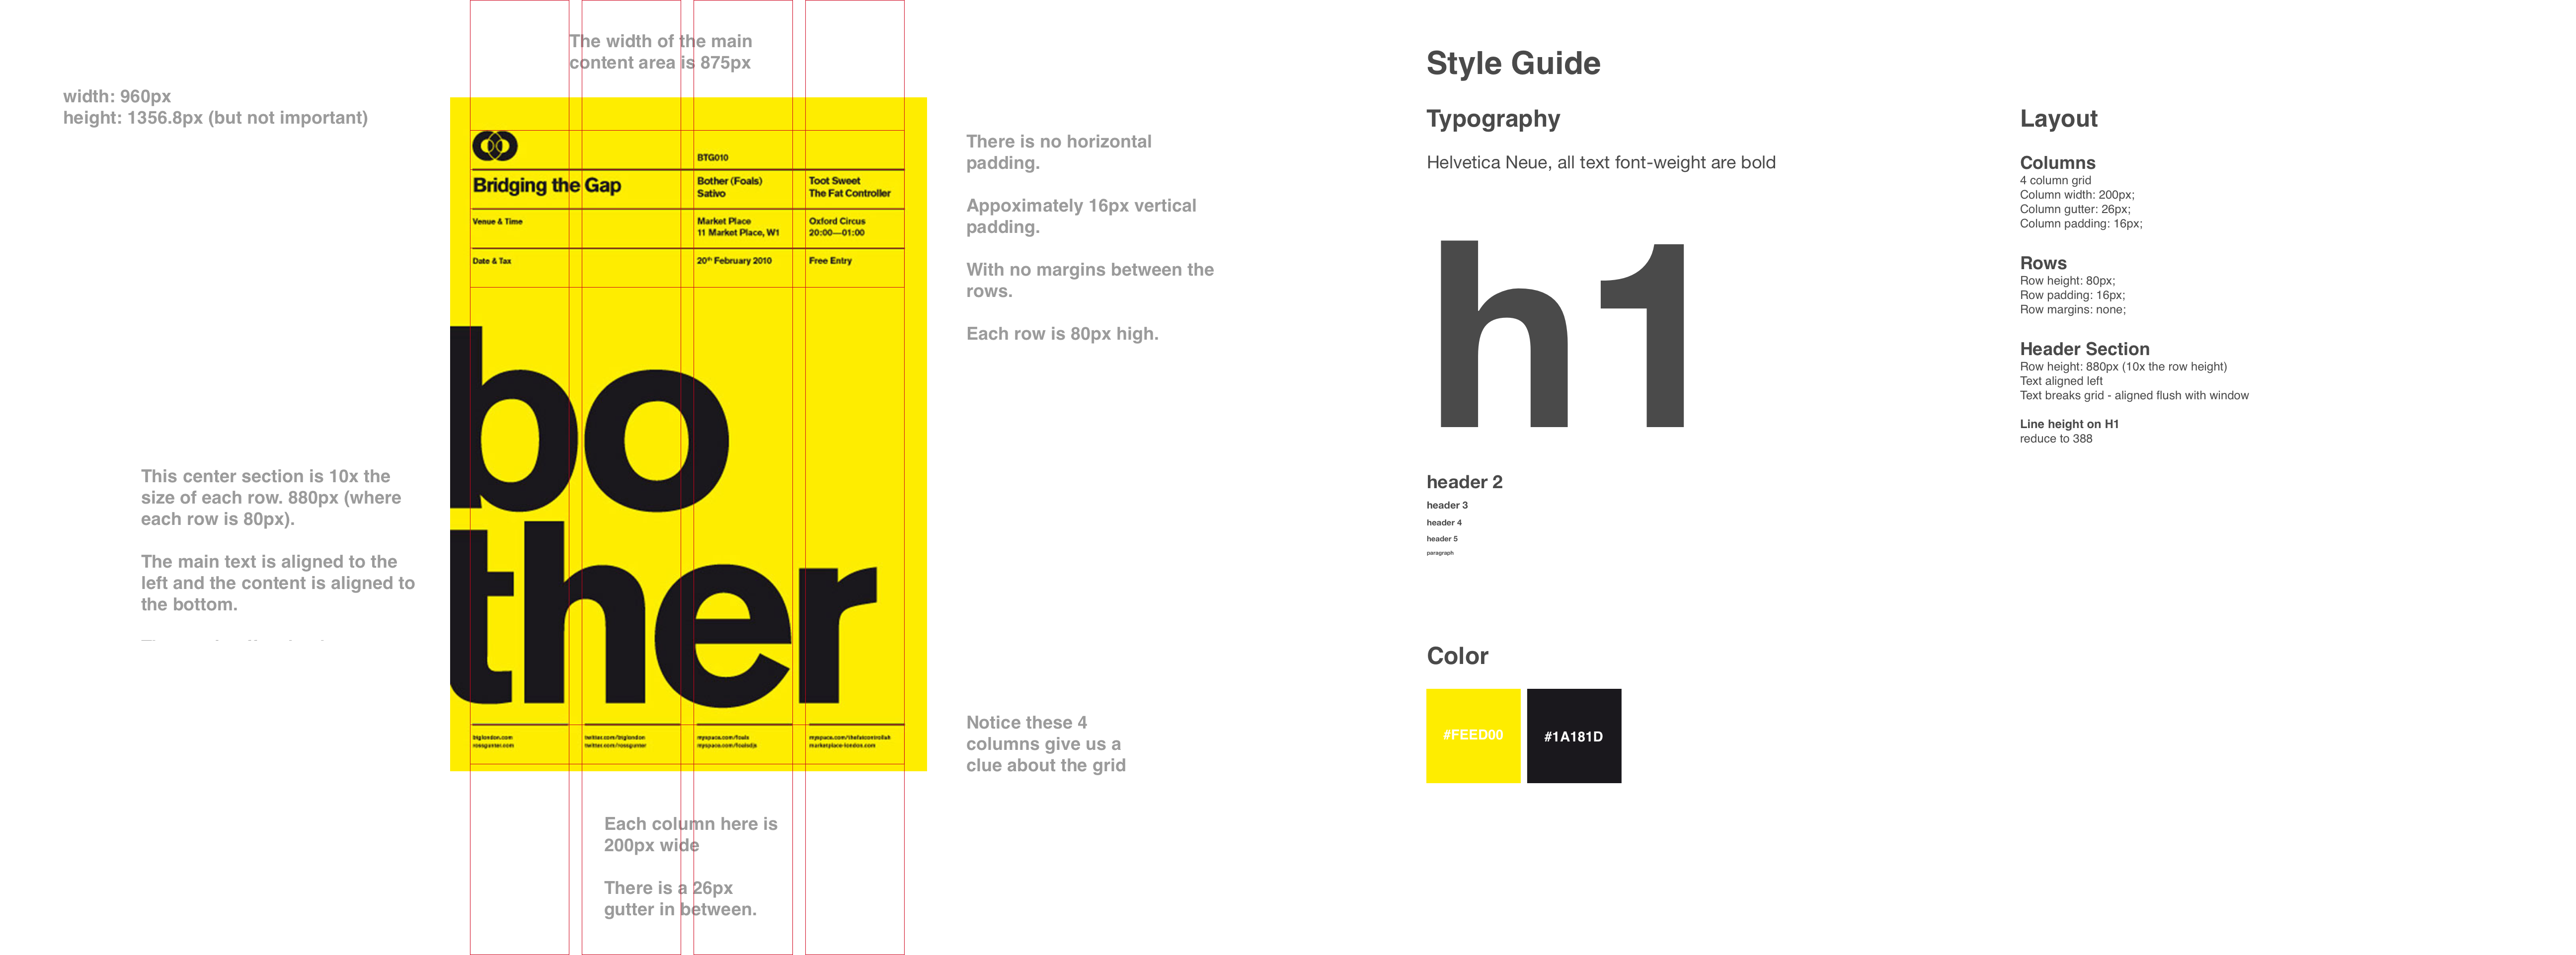 The width of the main
content area is 875px
width: 960px
height: 1356.8px (but not important)
There is no horizontal
padding.
Appoximately 16px vertical
padding.
With no margins between the
rows.
Each row is 80px high.
This center section is 10x the
size of each row. 880px (where
each row is 80px).
The main text is aligned to the
left and the content is aligned to
the bottom.
Notice these 4
columns give us a
clue about the grid
Each column here is
200px wide
There is a 26px
gutter in between.
BTG010
Bridging the Gap
Bother (Foals)
Sativo
Toot Sweet
The Fat Controller
Venue & Time
Market Place
11 Market Place, W1
Oxford Circus
20:00—01:00
Date & Tax
20th February 2010
Free Entry
bo
ther
btglondon.com
rossgunter.com
twitter.com/btglondon
twitter.com/rossgunter
myspace.com/foals
myspace.com/foalsdjs
myspace.com/thefatcontrollah
marketplace-london.com
Style Guide
Typography
Helvetica Neue, all text font-weight are bold
h1
header 2
header 3
header 4
header 5
paragraph
Color
#FEED00
#1A181D
Layout
Columns
4 column grid
Column width: 200px;
Column gutter: 26px;
Column padding: 16px;
Rows
Row height: 80px;
Row padding: 16px;
Row margins: none;
Header Section
Row height: 880px (10x the row height)
Text aligned left
Text breaks grid - aligned flush with window
Line height on H1
reduce to 388